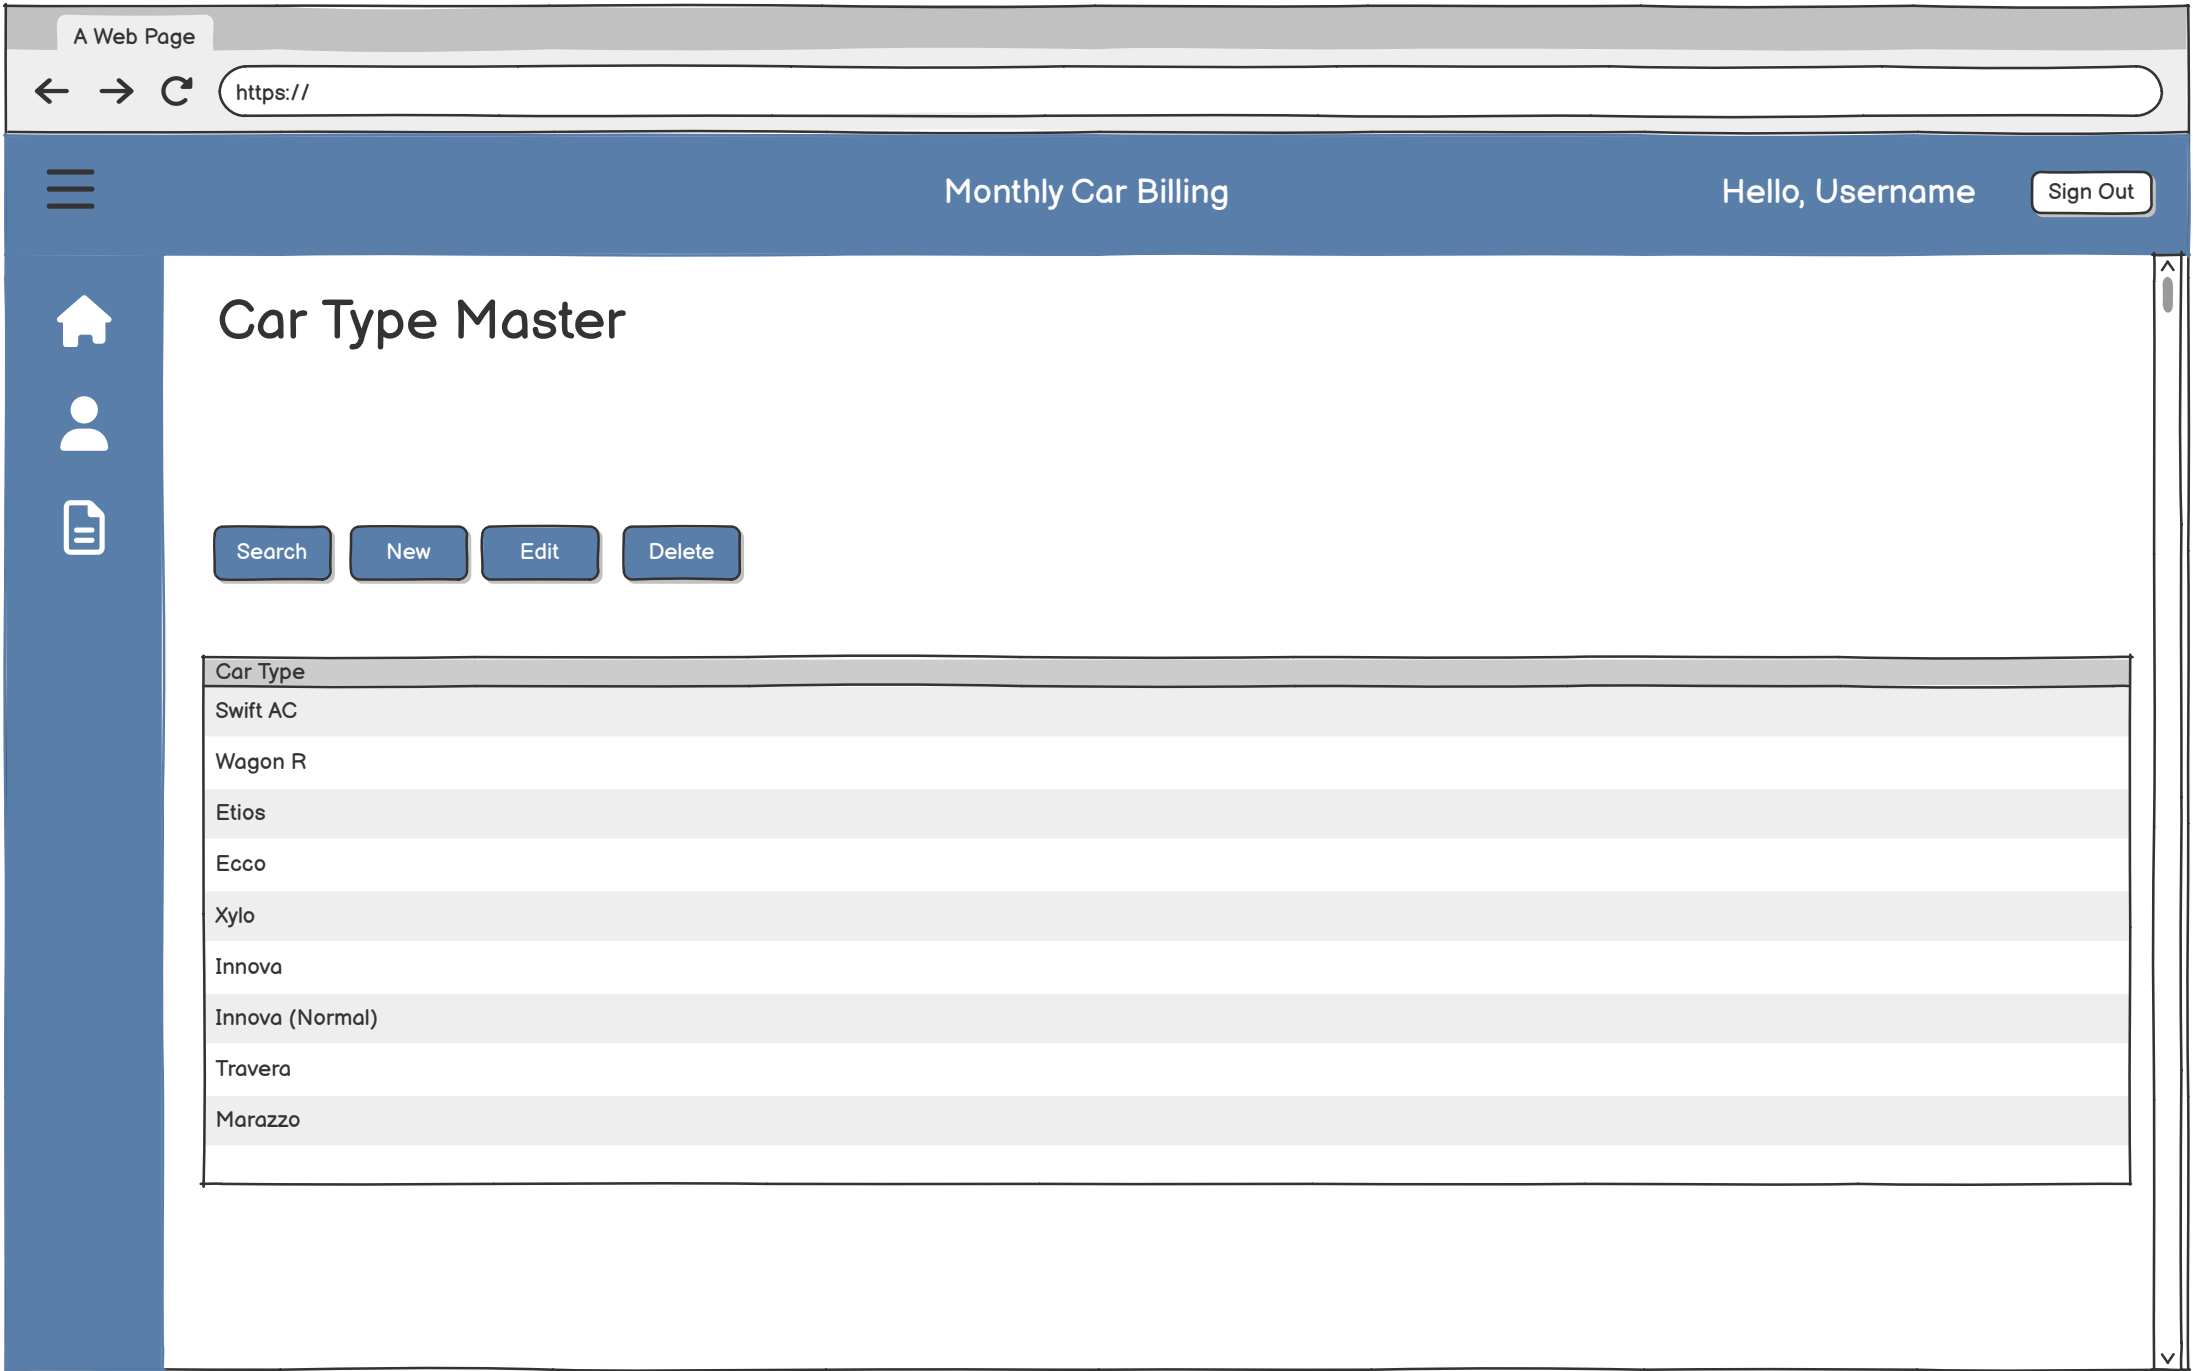 A Web Page
https://
Monthly Car Billing
Hello, Username
Sign Out
Car Type Master
Search
New
Edit
Delete
Car Type
Swift AC
Wagon R
Etios
Ecco
Xylo
Innova
Innova (Normal)
Travera
Marazzo